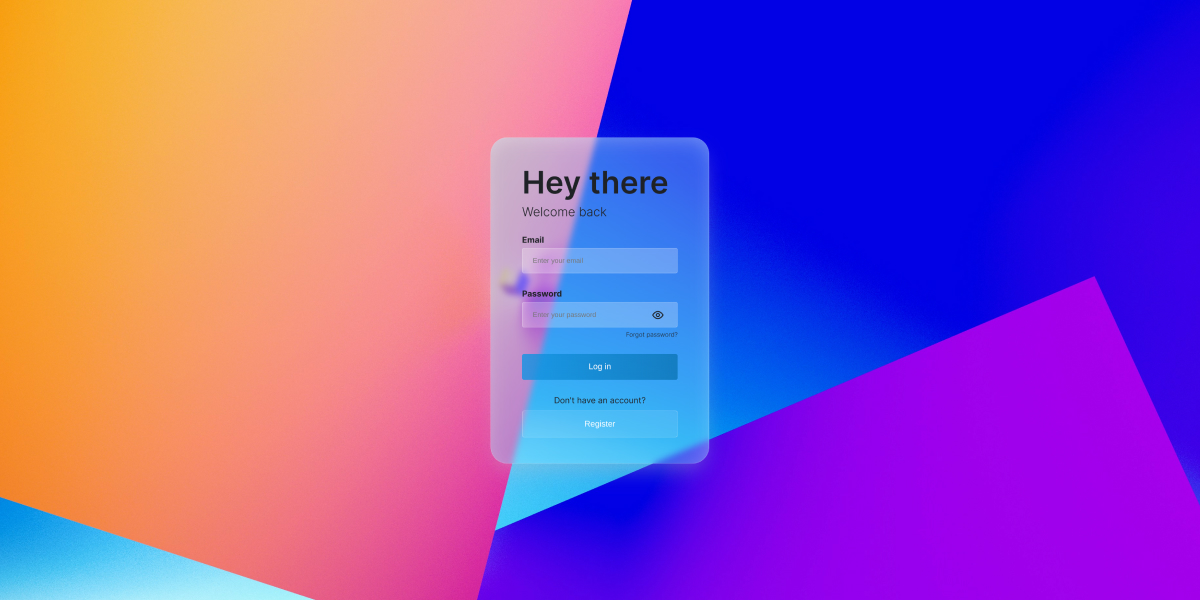 Hey there
Welcome back
Email
Enter your email
Password
Enter your password
Forgot password?
Log in
Don't have an account?
Register